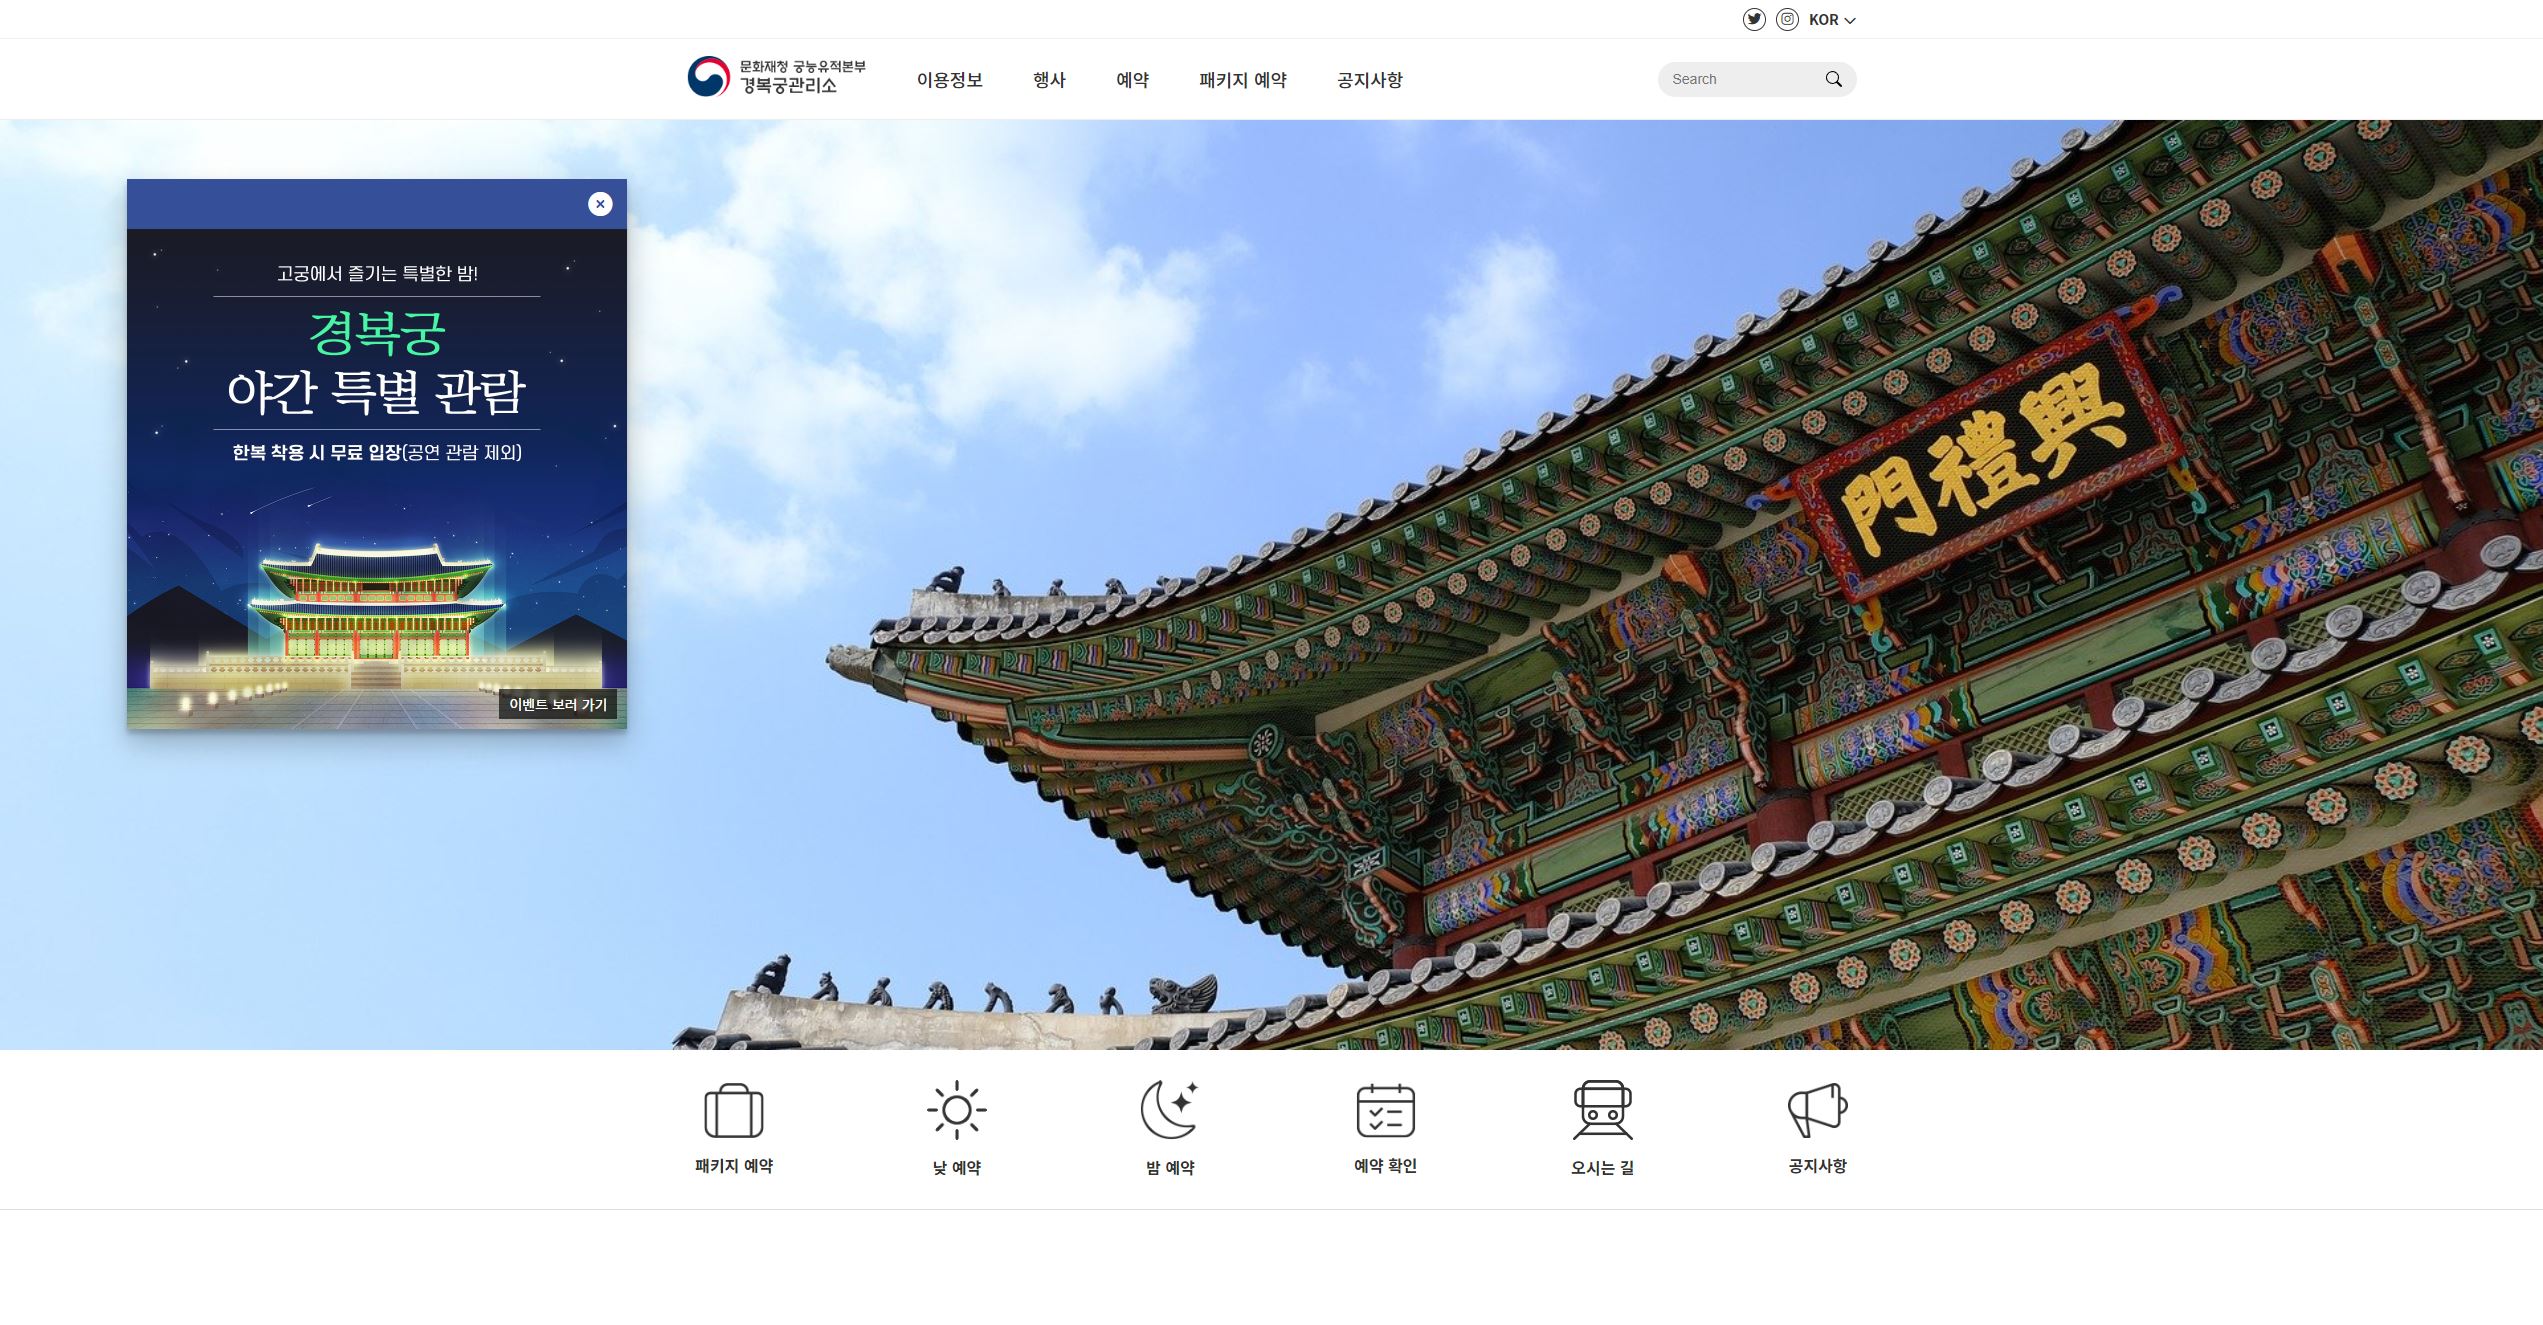 KOR
문화재청 궁능유적본부
경복궁관리소
이용정보
행사
예약
패키지 예약
공지사항
Search
고궁에서 즐기는 특별한 밤!
경복궁
야간 특별 관람
한복 착용 시 무료 입장(공연 관람 제외)
이벤트 보러 가기
門禮興
패키지 예약
낮 예약
밤 예약
예약 확인
오시는 길
공지사항